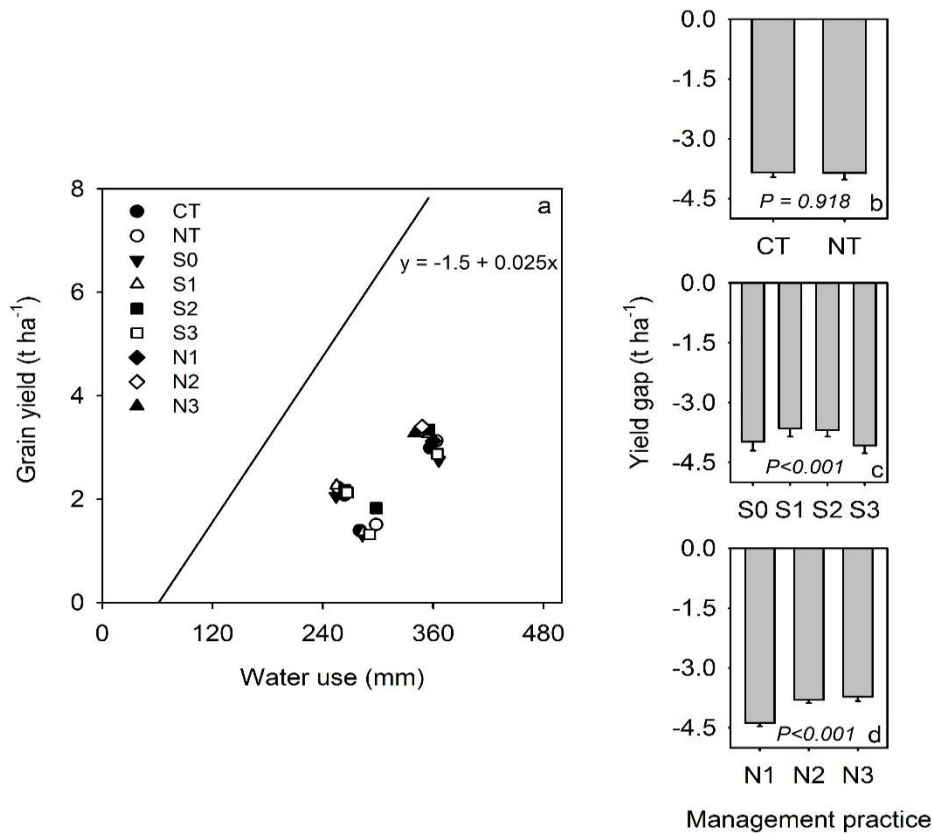 8
6
4
2
0
Grain yield (t ha⁻¹)
a
CT
NT
S0
S1
S2
S3
N1
N2
N3
y = -1.5 + 0.025x
0 120 240 360 480
Water use (mm)
0.0
-1.5
-3.0
-4.5
P = 0.918 b
CT NT
Yield gap (t ha⁻¹)
0.0
-1.5
-3.0
-4.5
P<0.001 c
S0 S1 S2 S3
0.0
-1.5
-3.0
-4.5
P<0.001 d
N1 N2 N3
Management practice